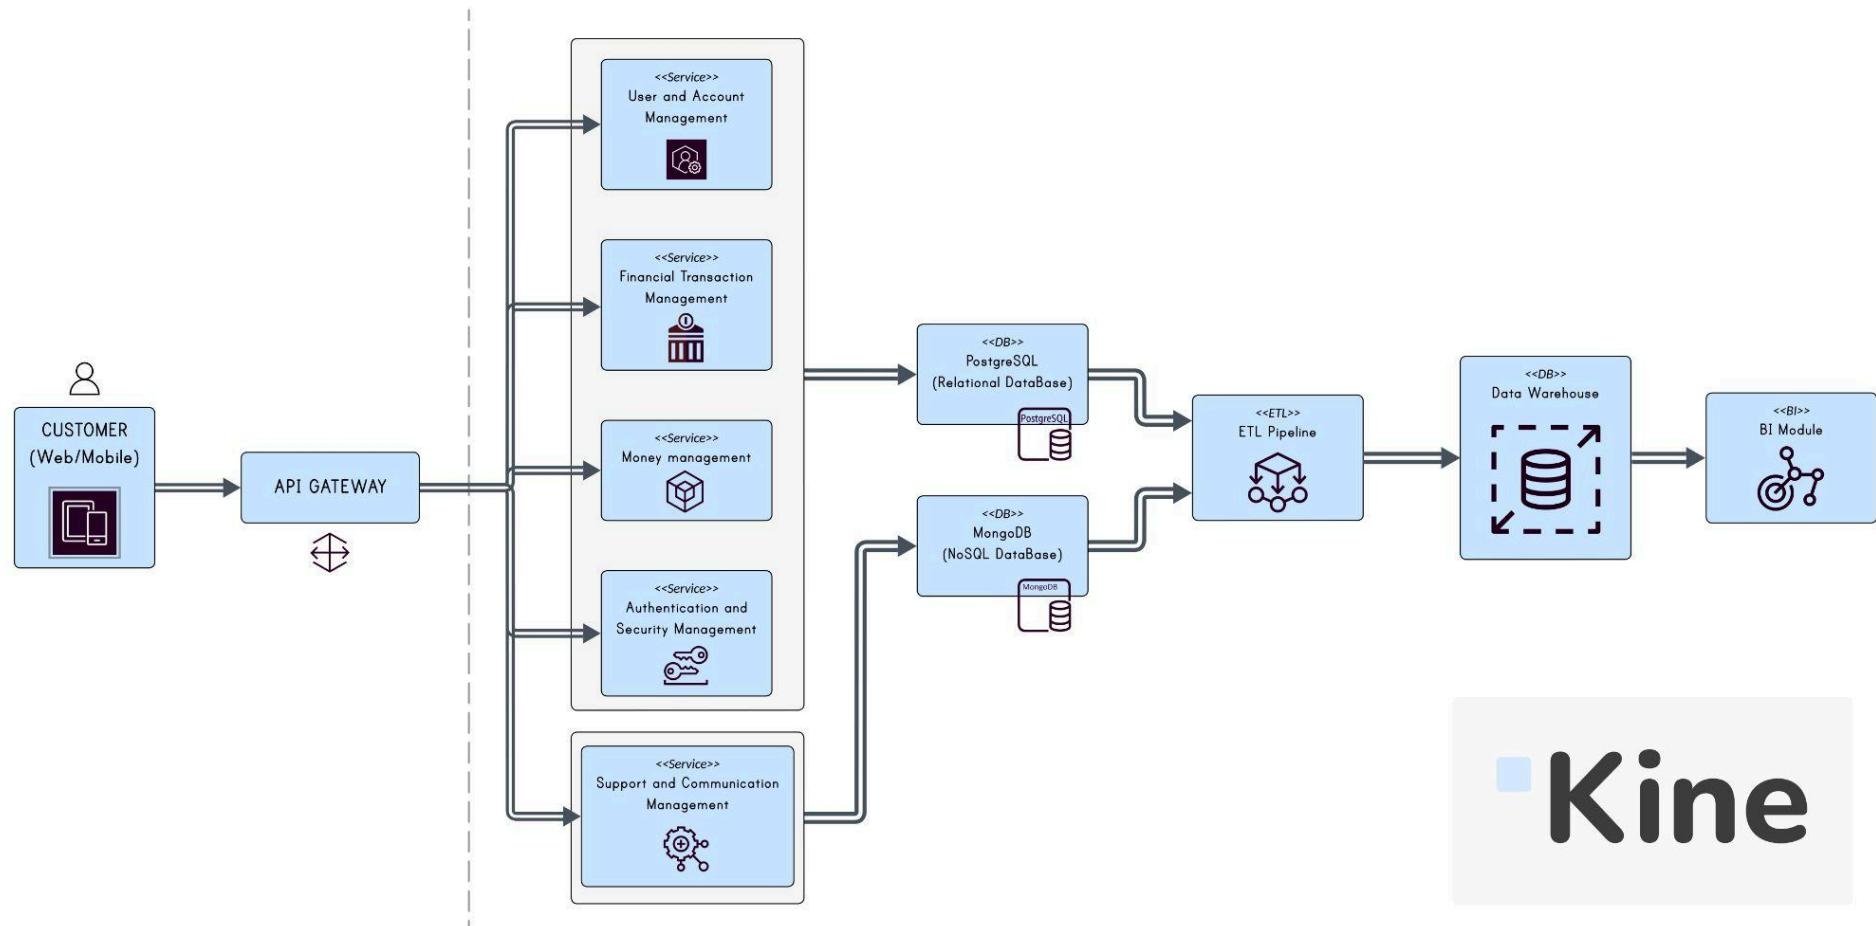 <<Service>>
User and Account
Management
<<Service>>
Financial Transaction
Management
<<Service>>
Money management
<<Service>>
Authentication and
Security Management
<<Service>>
Support and Communication
Management
CUSTOMER
(Web/Mobile)
API GATEWAY
<<DB>>
PostgreSQL
(Relational DataBase)
PostgreSQL
<<DB>>
MongoDB
(NoSQL DataBase)
MongoDB
<<ETL>>
ETL Pipeline
<<DB>>
Data Warehouse
<<BI>>
BI Module
Kine